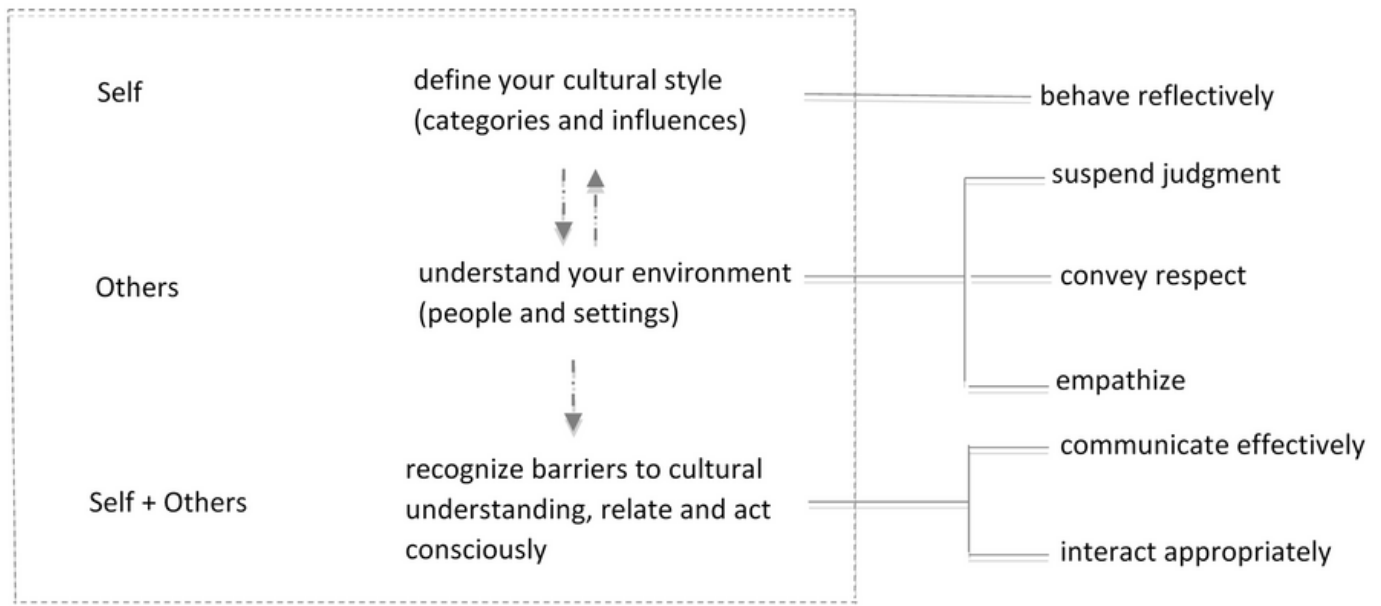 Self
define your cultural style
(categories and influences)
behave reflectively
Others
understand your environment
(people and settings)
suspend judgment
convey respect
empathize
Self + Others
recognize barriers to cultural
understanding, relate and act
consciously
communicate effectively
interact appropriately